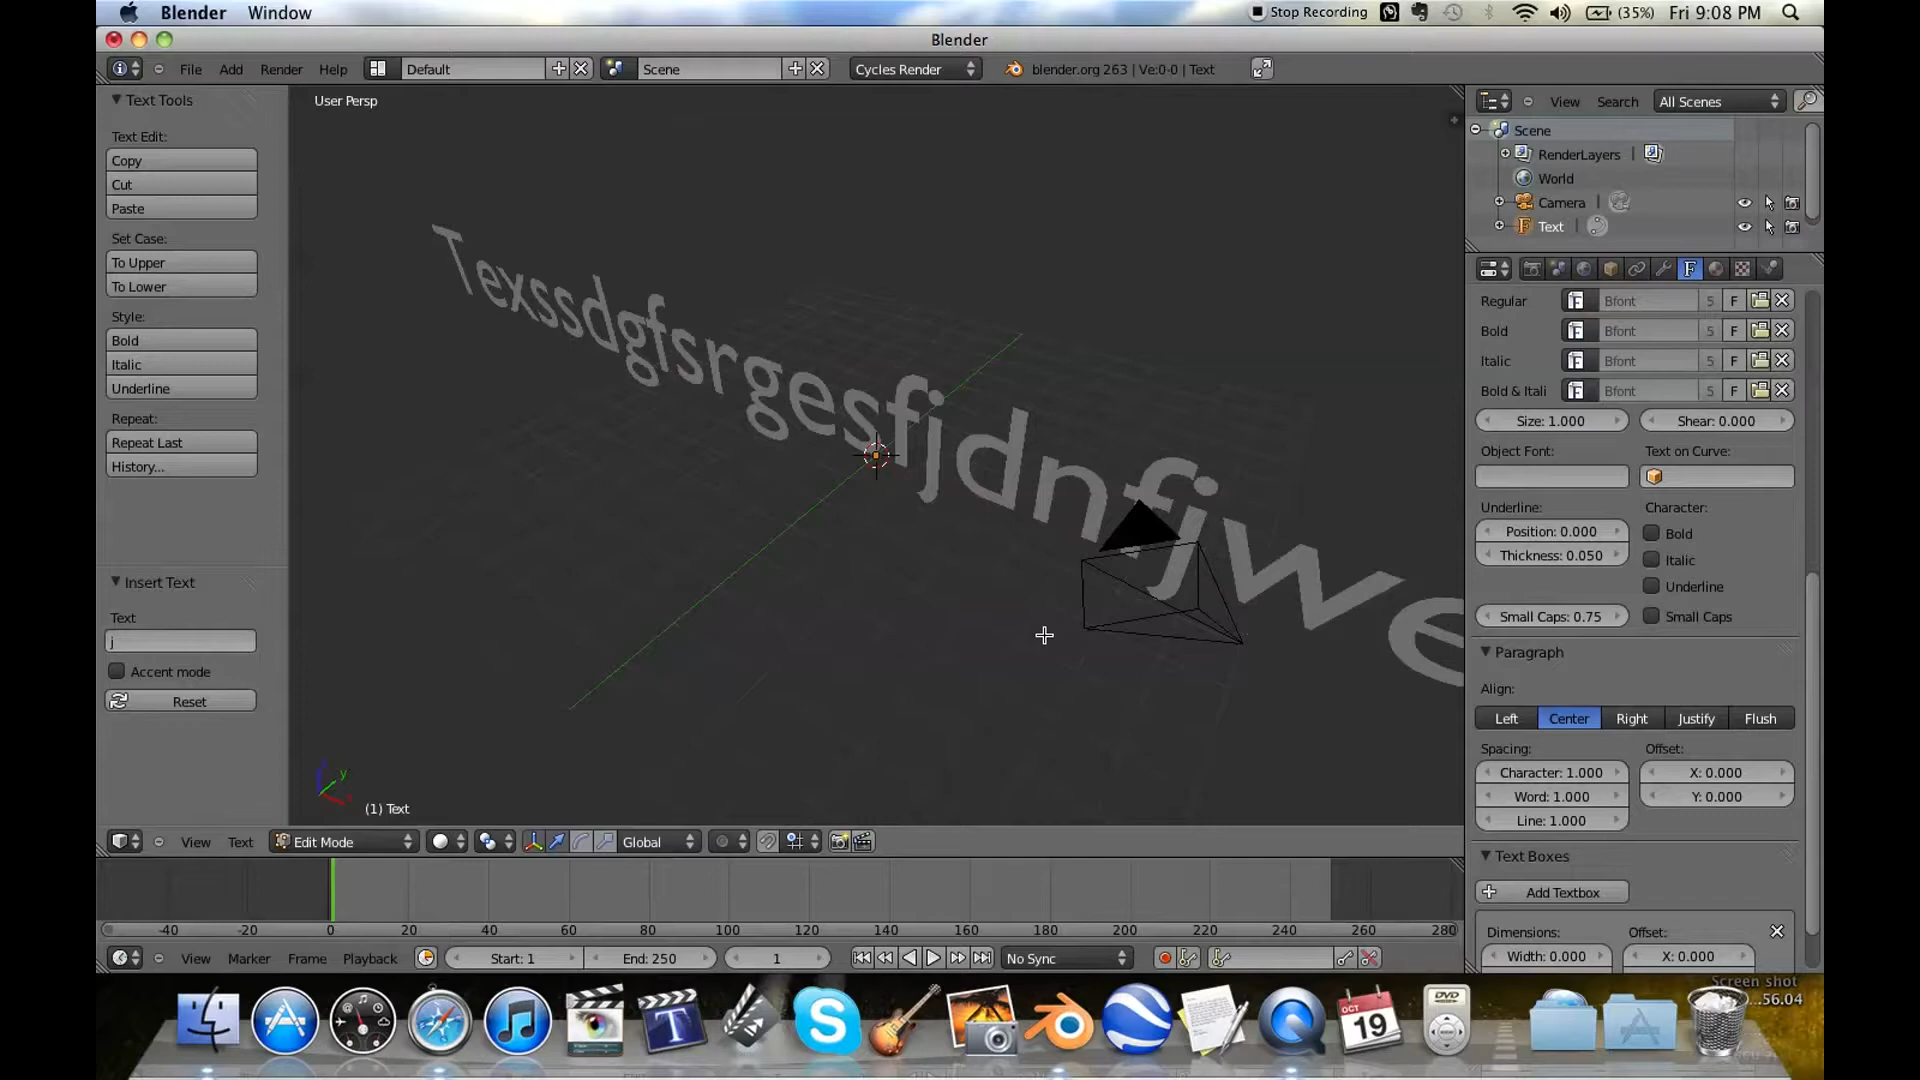 Blender Window Stop Recording (35%) Fri 9:08 PM
Blender
File Add Render Help Default Scene Cycles Render blender.org 263 | Ve:0-0 | Text
Text Tools
Text Edit:
Copy
Cut
Paste
Set Case:
To Upper
To Lower
Style:
Bold
Italic
Underline
Repeat:
Repeat Last
History...
Insert Text
Text
j
Accent mode
Reset
User Persp
Texssdgfsrgesfjdnfjwe
z
y
x
(1) Text
View Text Edit Mode Global
View Search All Scenes
Scene
RenderLayers
World
Camera
Text
Regular Bfont 5 F
Bold Bfont 5 F
Italic Bfont 5 F
Bold & Itali Bfont 5 F
Size: 1.000 Shear: 0.000
Object Font: Text on Curve:
Underline: Character:
Position: 0.000 Bold
Thickness: 0.050 Italic
Underline
Small Caps: 0.75 Small Caps
Paragraph
Align:
Left Center Right Justify Flush
Spacing: Offset:
Character: 1.000 X: 0.000
Word: 1.000 Y: 0.000
Line: 1.000
Text Boxes
Add Textbox
Dimensions: Offset:
Width: 0.000 X: 0.000
-40 -20 0 20 40 60 80 100 120 140 160 180 200 220 240 260 280
View Marker Frame Playback Start: 1 End: 250 1 No Sync
Screen shot
...56.04
OCT
19
DVD